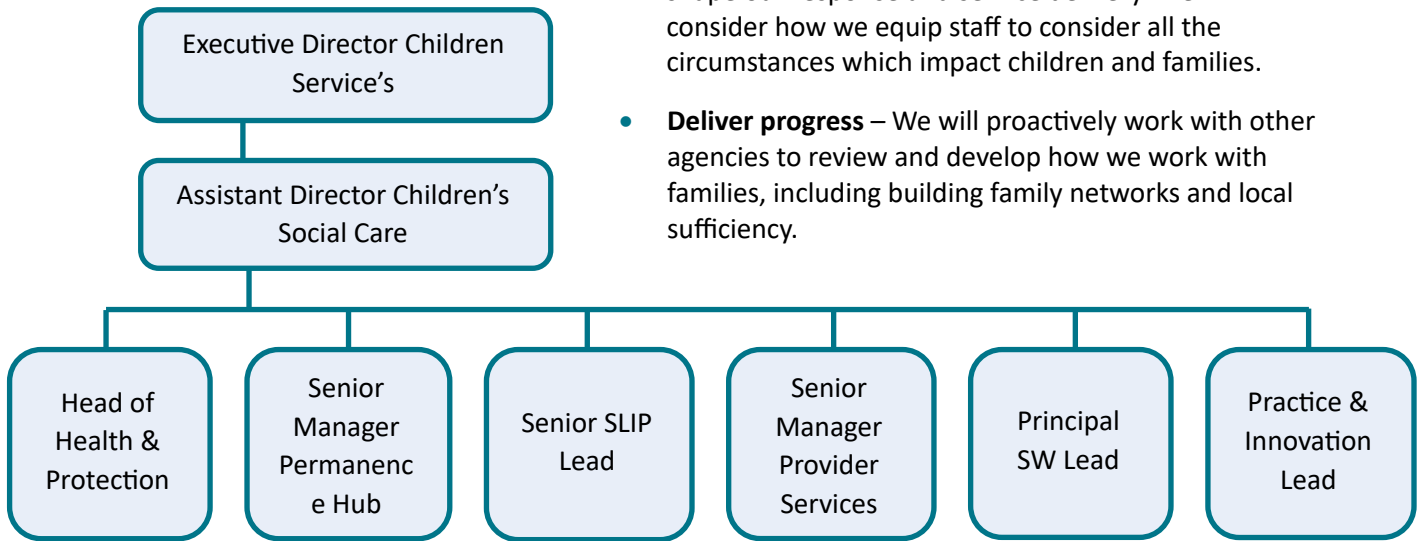 consider how we equip staff to consider all the
circumstances which impact children and families.
• Deliver progress – We will proactively work with other
agencies to review and develop how we work with
families, including building family networks and local
sufficiency.
Executive Director Children
Service’s
Assistant Director Children’s
Social Care
Head of
Health &
Protection
Senior
Manager
Permanenc
e Hub
Senior SLIP
Lead
Senior
Manager
Provider
Services
Principal
SW Lead
Practice &
Innovation
Lead